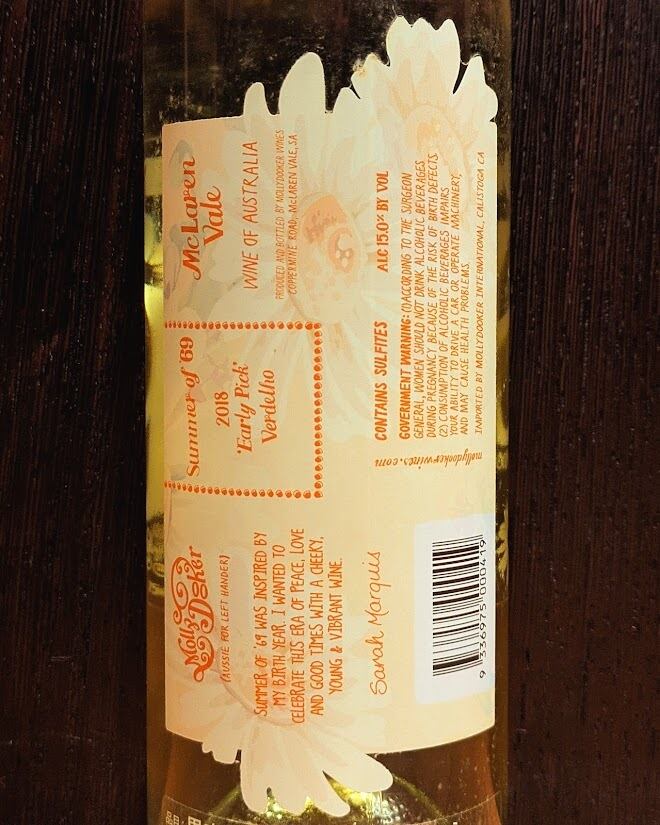 Molly Dooker
(AUSSIE FOR LEFT HANDER)
SUMMER OF '69 WAS INSPIRED BY
MY BIRTH YEAR. I WANTED TO
CELEBRATE THIS ERA OF PEACE, LOVE
AND GOOD TIMES WITH A CHEEKY,
YOUNG & VIBRANT WINE.
Sarah Marquis
9 336975 000419
Summer of '69
2018
'Early Pick'
Verdelho
McLaren
Vale
WINE OF AUSTRALIA
PRODUCED AND BOTTLED BY MOLLYDOOKER WINES
COPPERMINE ROAD, McLAREN VALE, SA
mollydookerwines.com
CONTAINS SULFITES
ALC 15.0% BY VOL
GOVERNMENT WARNING: (1) ACCORDING TO THE SURGEON
GENERAL, WOMEN SHOULD NOT DRINK ALCOHOLIC BEVERAGES
DURING PREGNANCY BECAUSE OF THE RISK OF BIRTH DEFECTS.
(2) CONSUMPTION OF ALCOHOLIC BEVERAGES IMPAIRS
YOUR ABILITY TO DRIVE A CAR OR OPERATE MACHINERY,
AND MAY CAUSE HEALTH PROBLEMS.
IMPORTED BY MOLLYDOOKER INTERNATIONAL, CALISTOGA CA